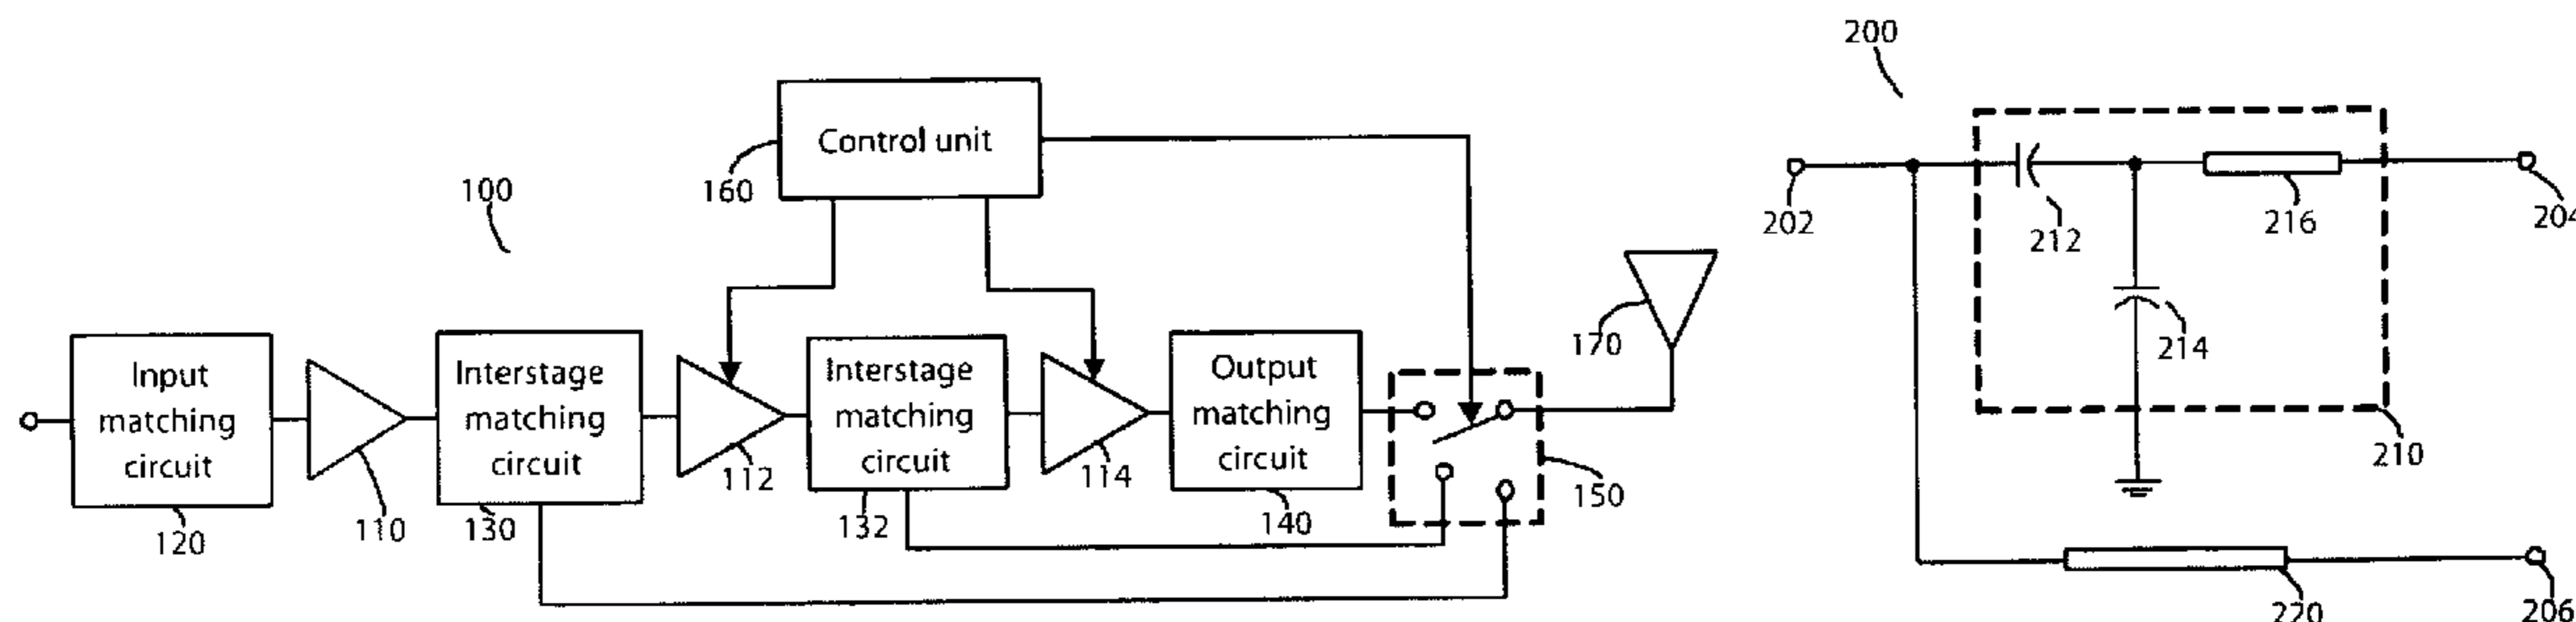 200
Control unit
160
100
202
212
216
204
214
170
Input
matching
circuit
Interstage
matching
circuit
Interstage
matching
circuit
Output
matching
circuit
112
114
150
210
120
110
130
132
140
220
206